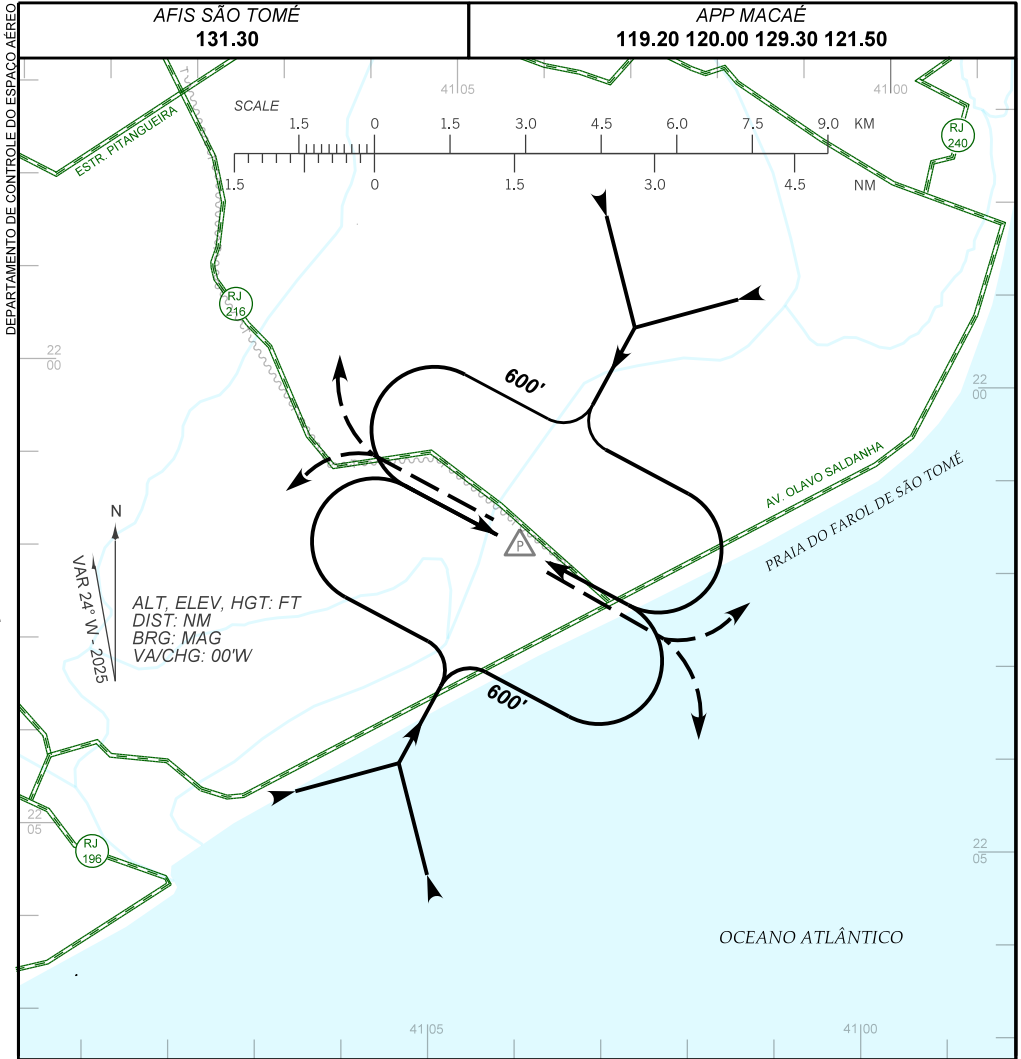 DEPARTAMENTO DE CONTROLE DO ESPAÇO AÉREO
AFIS SÃO TOMÉ
131.30
APP MACAÉ
119.20 120.00 129.30 121.50
41 05
41 00
SCALE
1.5 0 1.5 3.0 4.5 6.0 7.5 9.0 KM
1.5 0 1.5 3.0 4.5 NM
ESTR. PITANGUEIRA
RJ
240
RJ
216
22
00
22
00
600'
AV. OLAVO SALDANHA
PRAIA DO FAROL DE SÃO TOMÉ
P
N
VAR 24° W - 2025
ALT, ELEV, HGT: FT
DIST: NM
BRG: MAG
VA/CHG: 00'W
600'
22
05
22
05
RJ
196
OCEANO ATLÂNTICO
41 05
41 00